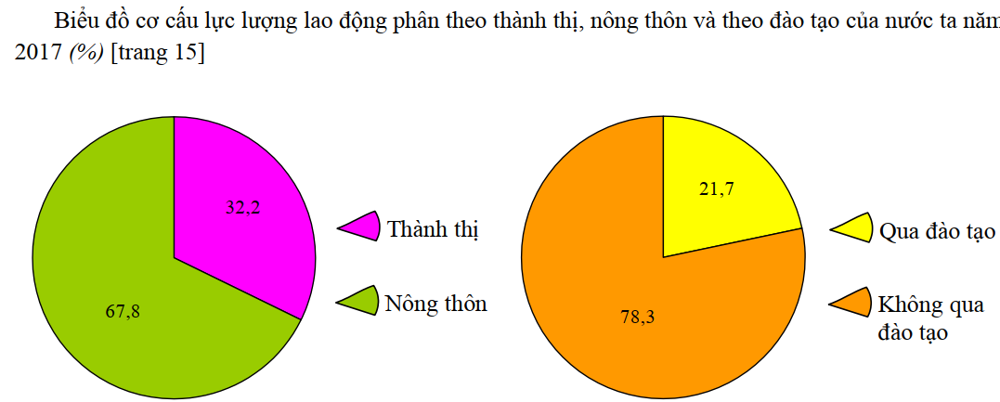 Biểu đồ cơ cấu lực lượng lao động phân theo thành thị, nông thôn và theo đào tạo của nước ta năm
2017 (%) [trang 15]
32,2
67,8
Thành thị
Nông thôn
21,7
78,3
Qua đào tạo
Không qua
đào tạo